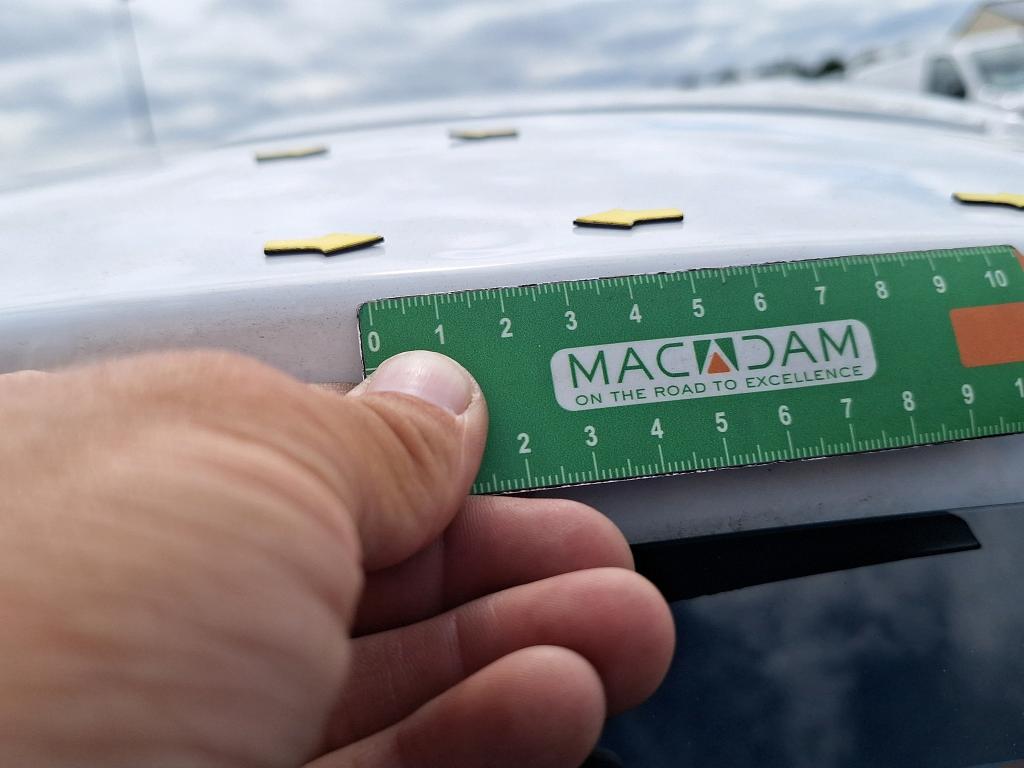 0 1 2 3 4 5 6 7 8 9 10
MACADAM
ON THE ROAD TO EXCELLENCE
2 3 4 5 6 7 8 9 1